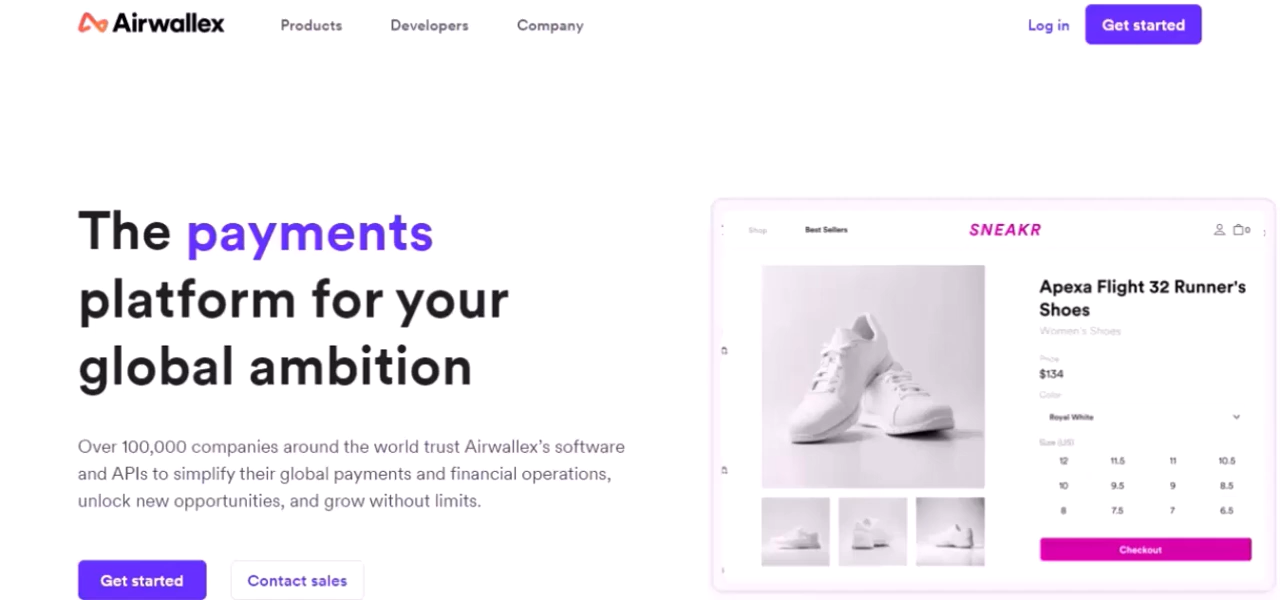 Airwallex
Products
Developers
Company
Log in
Get started
The payments
platform for your
global ambition
Over 100,000 companies around the world trust Airwallex’s software
and APIs to simplify their global payments and financial operations,
unlock new opportunities, and grow without limits.
Get started
Contact sales
Shop
Best Sellers
SNEAKR
0
Apexa Flight 32 Runner's
Shoes
Women's Shoes
Price
$134
Color
Royal White
Size (US)
12 11.5 11 10.5
10 9.5 9 8.5
8 7.5 7 6.5
Checkout